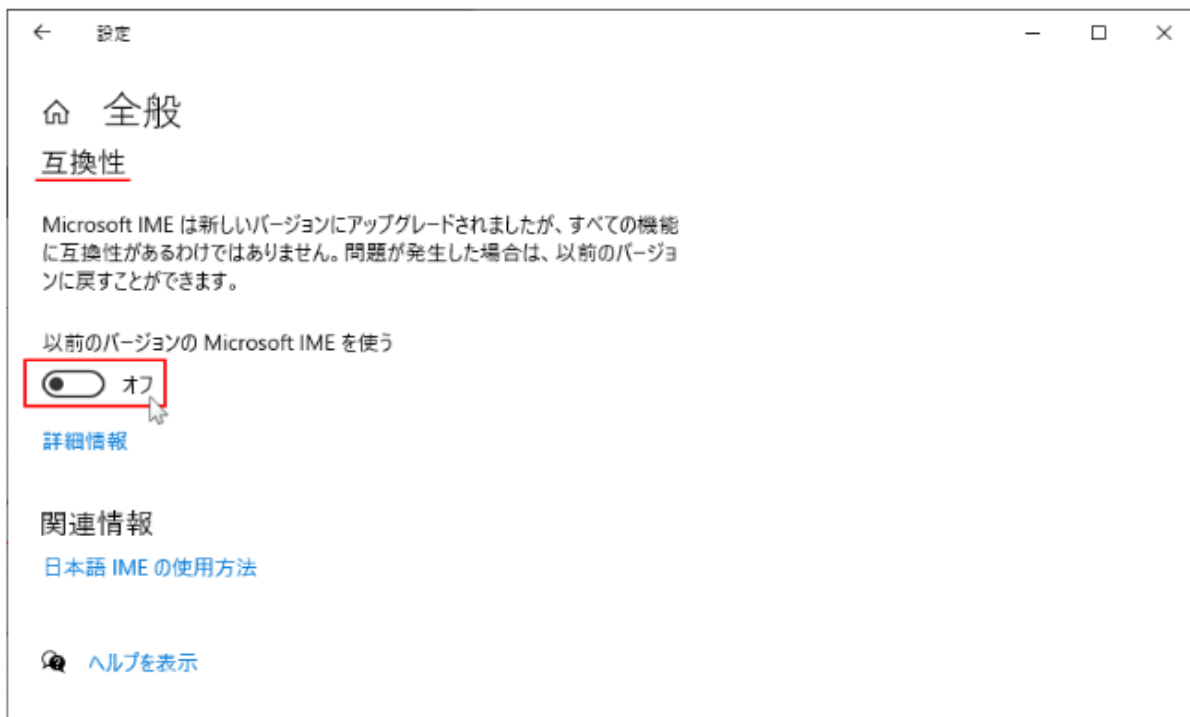 設定
全般
互換性
Microsoft IME は新しいバージョンにアップグレードされましたが、すべての機能
に互換性があるわけではありません。問題が発生した場合は、以前のバージョ
ンに戻すことができます。
以前のバージョンの Microsoft IME を使う
オフ
詳細情報
関連情報
日本語 IME の使用方法
ヘルプを表示